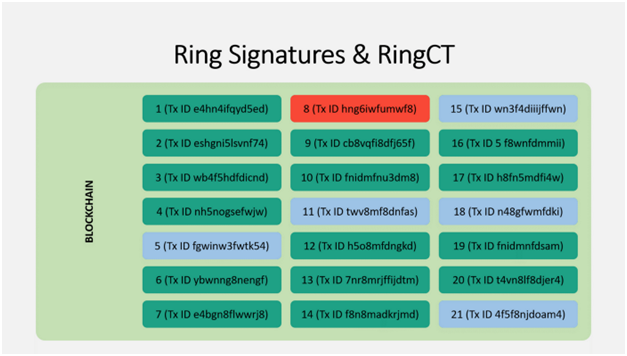 Ring Signatures & RingCT
BLOCKCHAIN
1 (Tx ID e4hn4ifqyd5ed)
2 (Tx ID eshgni5lsvnf74)
3 (Tx ID wb4f5hdfdicnd)
4 (Tx ID nh5nogsefwjw)
5 (Tx ID fgwinw3fwtk54)
6 (Tx ID ybwnng8nengf)
7 (Tx ID e4bgn8flwwrj8)
8 (Tx ID hng6iwfumwf8)
9 (Tx ID cb8vqfi8dfj65f)
10 (Tx ID fnidmfnu3dm8)
11 (Tx ID twv8mf8dnfas)
12 (Tx ID h5o8mfdngkd)
13 (Tx ID 7nr8mrjffijdtm)
14 (Tx ID f8n8madkrjmd)
15 (Tx ID wn3f4diiijffwn)
16 (Tx ID 5 f8wnfdmmii)
17 (Tx ID h8fn5mdfi4w)
18 (Tx ID n48gfwmfdki)
19 (Tx ID fnidmnfdsam)
20 (Tx ID t4vn8lf8djer4)
21 (Tx ID 4f5f8njdoam4)